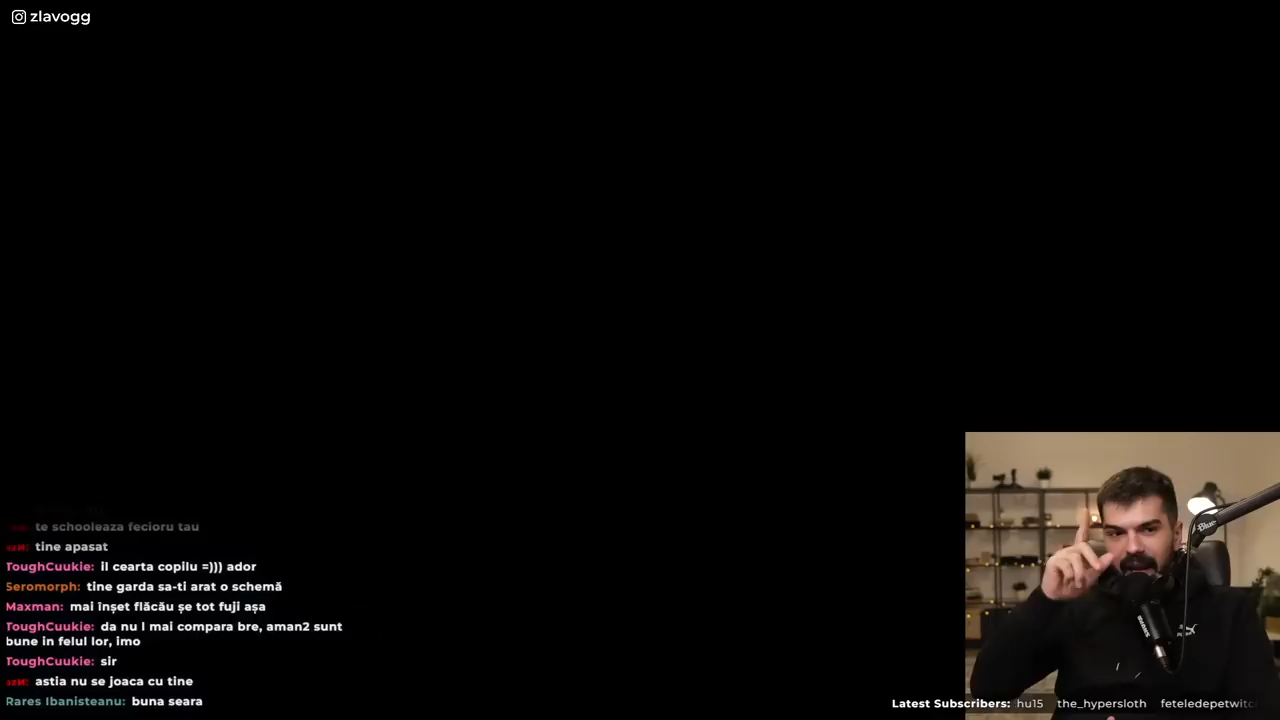 zlavogg
te schooleaza fecioru tau
tine apasat
ToughCuukie: il cearta copilu =))) ador
Seromorph: tine garda sa-ti arat o schemă
Maxman: mai înșet flăcău șe tot fuji așa
ToughCuukie: da nu l mai compara bre, aman2 sunt
bune in felul lor, imo
ToughCuukie: sir
astia nu se joaca cu tine
Rares Ibanisteanu: buna seara
Latest Subscribers: hu15 the_hypersloth feteledepetwitc